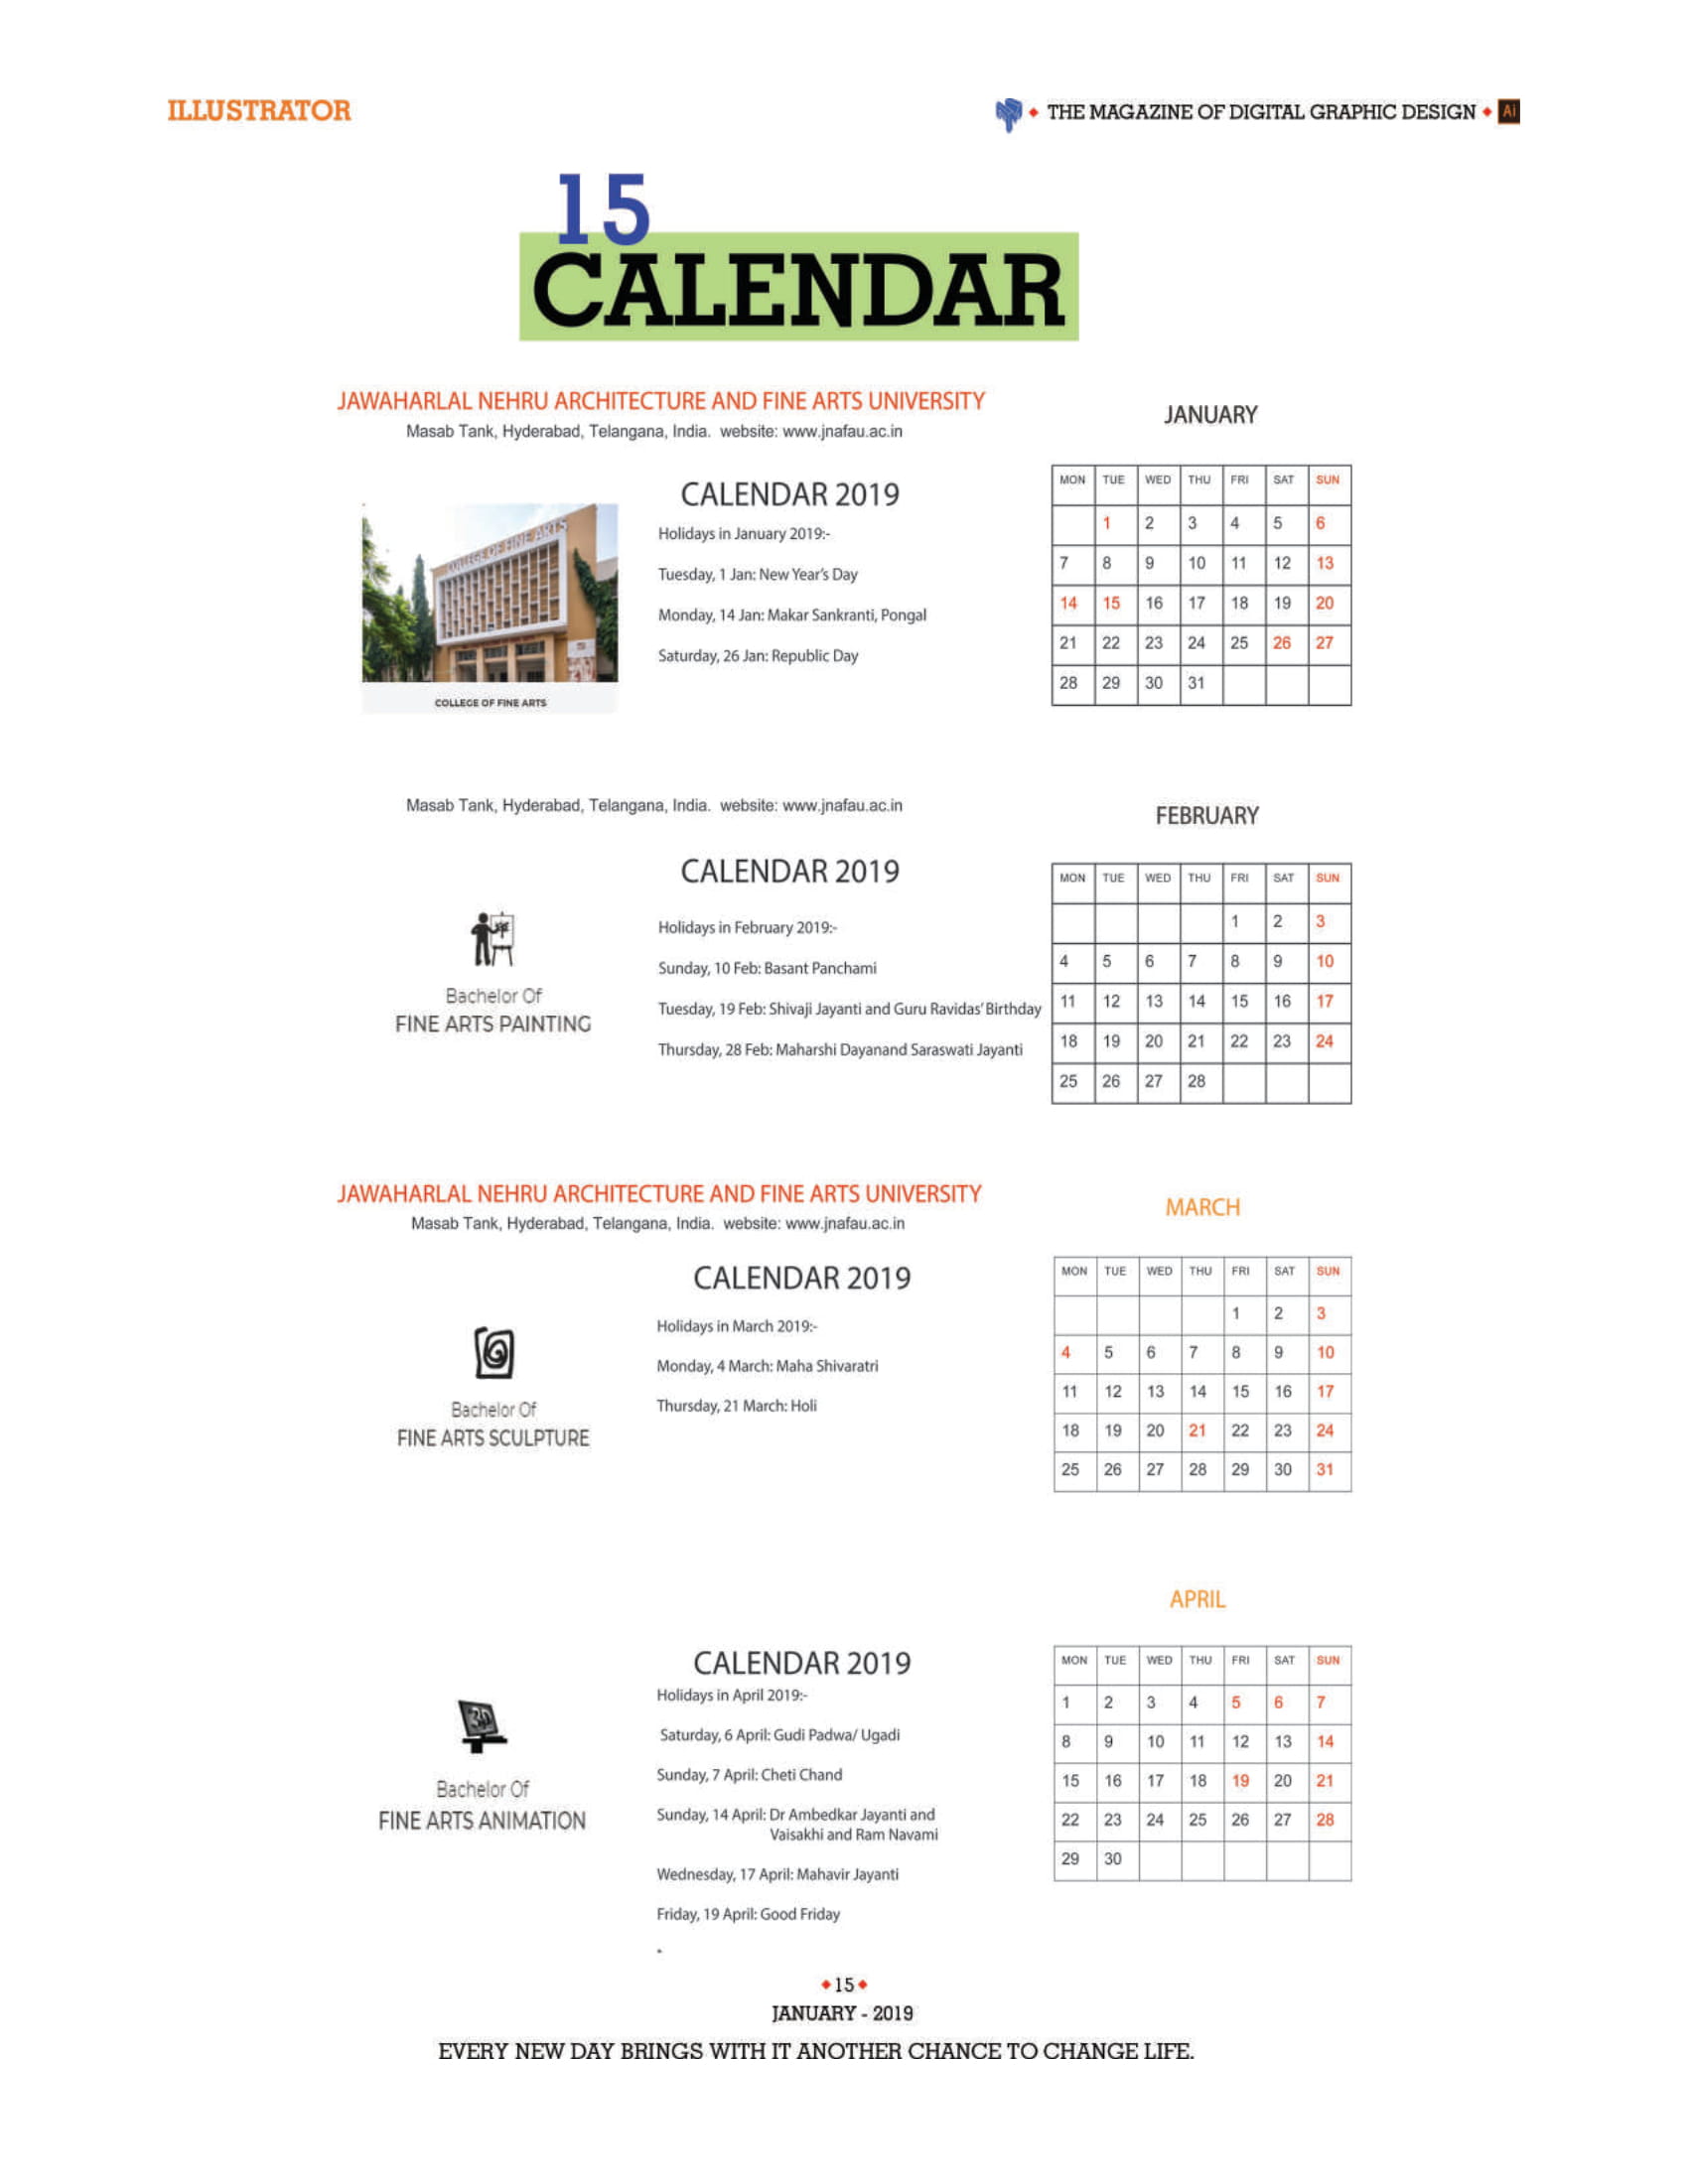 ILLUSTRATOR
THE MAGAZINE OF DIGITAL GRAPHIC DESIGN
Ai
15
CALENDAR
JAWAHARLAL NEHRU ARCHITECTURE AND FINE ARTS UNIVERSITY
Masab Tank, Hyderabad, Telangana, India. website: www.jnafau.ac.in
COLLEGE OF FINE ARTS
COLLEGE OF FINE ARTS
CALENDAR 2019
Holidays in January 2019:-
Tuesday, 1 Jan: New Year's Day
Monday, 14 Jan: Makar Sankranti, Pongal
Saturday, 26 Jan: Republic Day
JANUARY
MON TUE WED THU FRI SAT SUN
1 2 3 4 5 6
7 8 9 10 11 12 13
14 15 16 17 18 19 20
21 22 23 24 25 26 27
28 29 30 31
Masab Tank, Hyderabad, Telangana, India. website: www.jnafau.ac.in
Bachelor Of
FINE ARTS PAINTING
CALENDAR 2019
Holidays in February 2019:-
Sunday, 10 Feb: Basant Panchami
Tuesday, 19 Feb: Shivaji Jayanti and Guru Ravidas' Birthday
Thursday, 28 Feb: Maharshi Dayanand Saraswati Jayanti
FEBRUARY
MON TUE WED THU FRI SAT SUN
1 2 3
4 5 6 7 8 9 10
11 12 13 14 15 16 17
18 19 20 21 22 23 24
25 26 27 28
JAWAHARLAL NEHRU ARCHITECTURE AND FINE ARTS UNIVERSITY
Masab Tank, Hyderabad, Telangana, India. website: www.jnafau.ac.in
Bachelor Of
FINE ARTS SCULPTURE
CALENDAR 2019
Holidays in March 2019:-
Monday, 4 March: Maha Shivaratri
Thursday, 21 March: Holi
MARCH
MON TUE WED THU FRI SAT SUN
1 2 3
4 5 6 7 8 9 10
11 12 13 14 15 16 17
18 19 20 21 22 23 24
25 26 27 28 29 30 31
3D
Bachelor Of
FINE ARTS ANIMATION
CALENDAR 2019
Holidays in April 2019:-
Saturday, 6 April: Gudi Padwa/ Ugadi
Sunday, 7 April: Cheti Chand
Sunday, 14 April: Dr Ambedkar Jayanti and
Vaisakhi and Ram Navami
Wednesday, 17 April: Mahavir Jayanti
Friday, 19 April: Good Friday
APRIL
MON TUE WED THU FRI SAT SUN
1 2 3 4 5 6 7
8 9 10 11 12 13 14
15 16 17 18 19 20 21
22 23 24 25 26 27 28
29 30
15
JANUARY - 2019
EVERY NEW DAY BRINGS WITH IT ANOTHER CHANCE TO CHANGE LIFE.